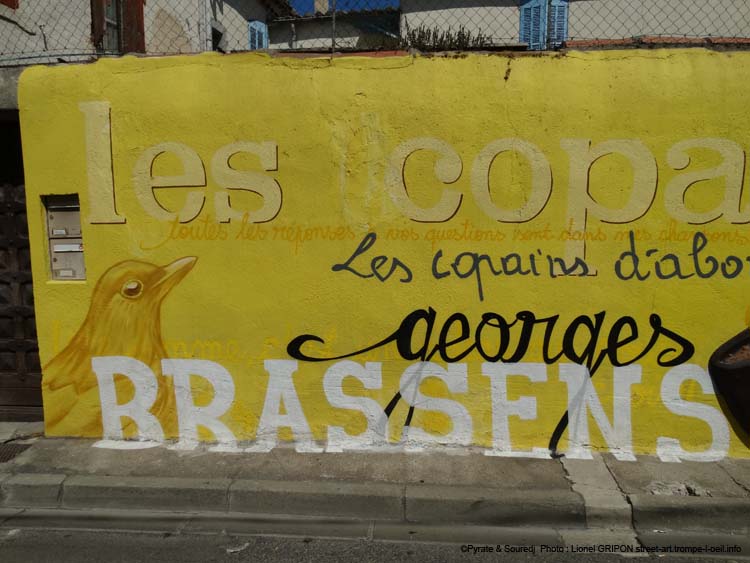 les copa
toutes les réponses à vos questions sont dans mes chansons
Les copains d'abo
georges
BRASSENS
©Pyrate & Souredj Photo : Lionel GRIPON street-art.trompe-l-oeil.info